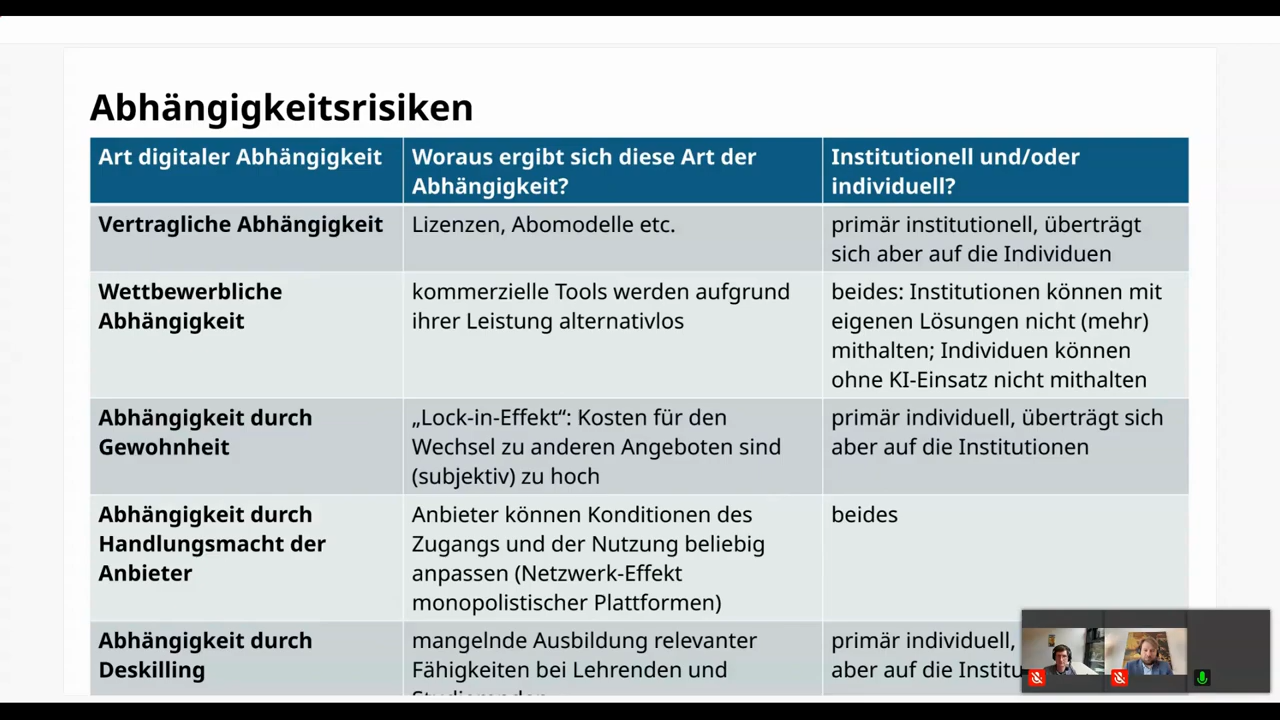 Abhängigkeitsrisiken
Art digitaler Abhängigkeit
Woraus ergibt sich diese Art der
Abhängigkeit?
Institutionell und/oder
individuell?
Vertragliche Abhängigkeit
Lizenzen, Abomodelle etc.
primär institutionell, überträgt
sich aber auf die Individuen
Wettbewerbliche
Abhängigkeit
kommerzielle Tools werden aufgrund
ihrer Leistung alternativlos
beides: Institutionen können mit
eigenen Lösungen nicht (mehr)
mithalten; Individuen können
ohne KI-Einsatz nicht mithalten
Abhängigkeit durch
Gewohnheit
„Lock-in-Effekt“: Kosten für den
Wechsel zu anderen Angeboten sind
(subjektiv) zu hoch
primär individuell, überträgt sich
aber auf die Institutionen
Abhängigkeit durch
Handlungsmacht der
Anbieter
Anbieter können Konditionen des
Zugangs und der Nutzung beliebig
anpassen (Netzwerk-Effekt
monopolistischer Plattformen)
beides
Abhängigkeit durch
Deskilling
mangelnde Ausbildung relevanter
Fähigkeiten bei Lehrenden und
primär individuell,
aber auf die